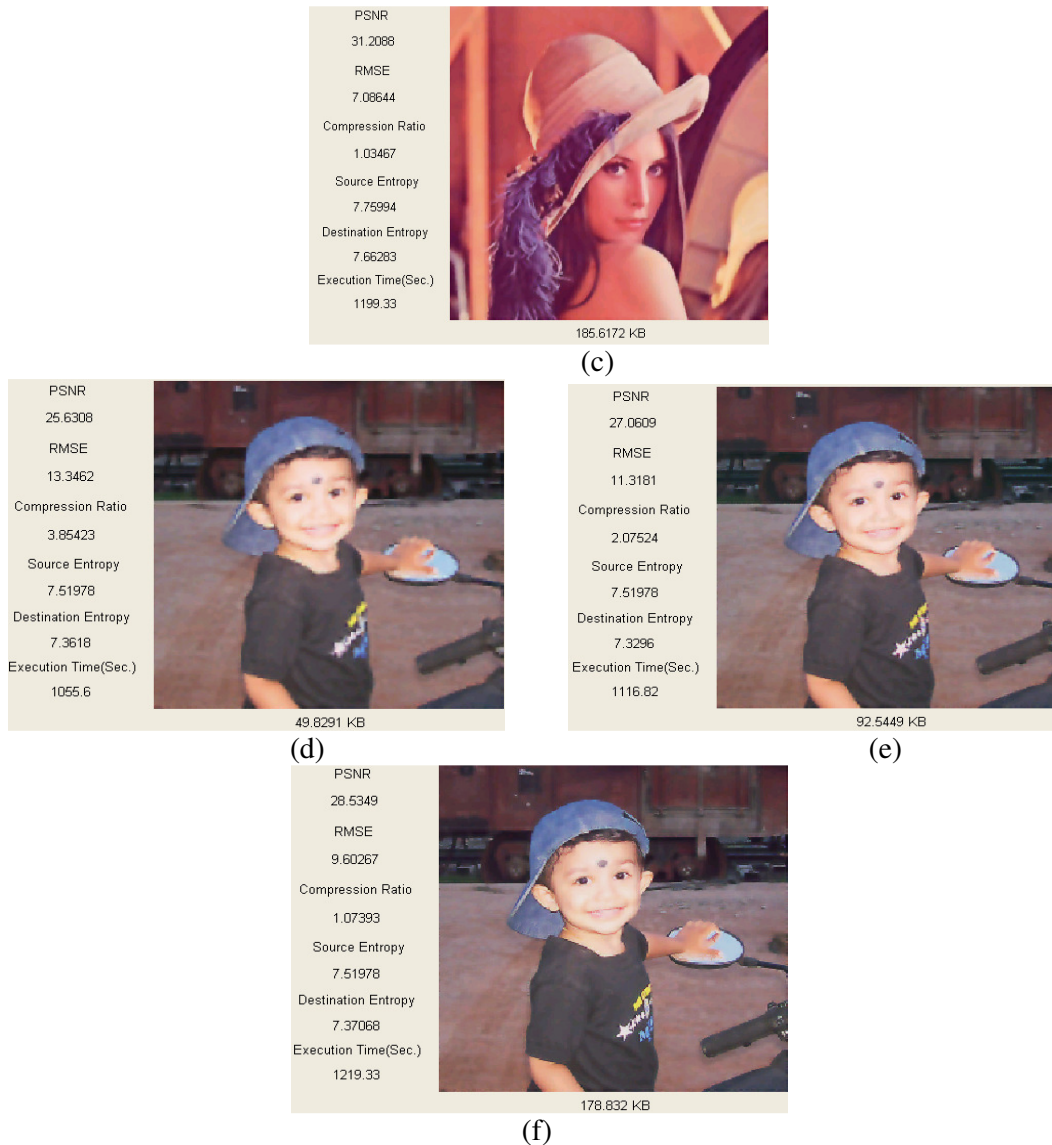 PSNR
31.2088
RMSE
7.08644
Compression Ratio
1.03467
Source Entropy
7.75994
Destination Entropy
7.66283
Execution Time(Sec.)
1199.33
185.6172 KB
(c)
PSNR
25.6308
RMSE
13.3462
Compression Ratio
3.85423
Source Entropy
7.51978
Destination Entropy
7.3618
Execution Time(Sec.)
1055.6
49.8291 KB
(d)
PSNR
27.0609
RMSE
11.3181
Compression Ratio
2.07524
Source Entropy
7.51978
Destination Entropy
7.3296
Execution Time(Sec.)
1116.82
92.5449 KB
(e)
PSNR
28.5349
RMSE
9.60267
Compression Ratio
1.07393
Source Entropy
7.51978
Destination Entropy
7.37068
Execution Time(Sec.)
1219.33
178.832 KB
(f)